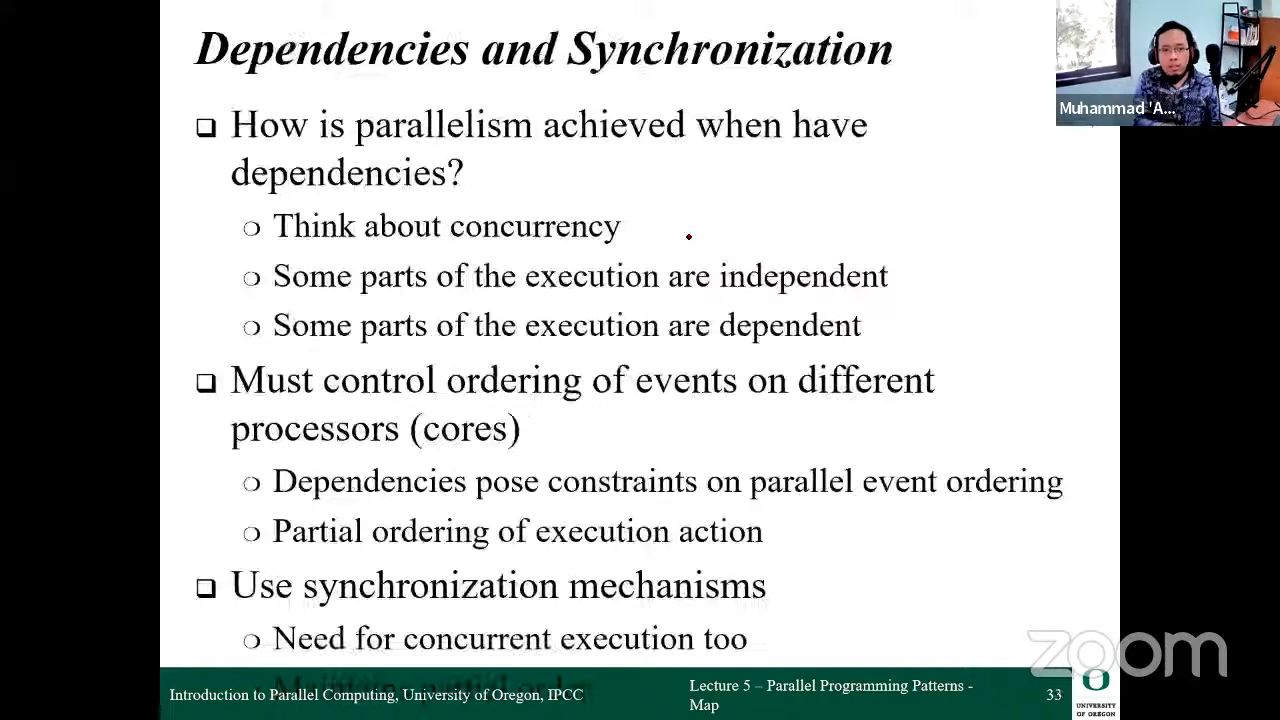 Dependencies and Synchronization
How is parallelism achieved when have
dependencies?
Think about concurrency
Some parts of the execution are independent
Some parts of the execution are dependent
Must control ordering of events on different
processors (cores)
Dependencies pose constraints on parallel event ordering
Partial ordering of execution action
Use synchronization mechanisms
Need for concurrent execution too
Maintains partial order
Introduction to Parallel Computing, University of Oregon, IPCC
Lecture 5 – Parallel Programming Patterns -
Map
33
UNIVERSITY
OF OREGON
Muhammad 'A...
zoom